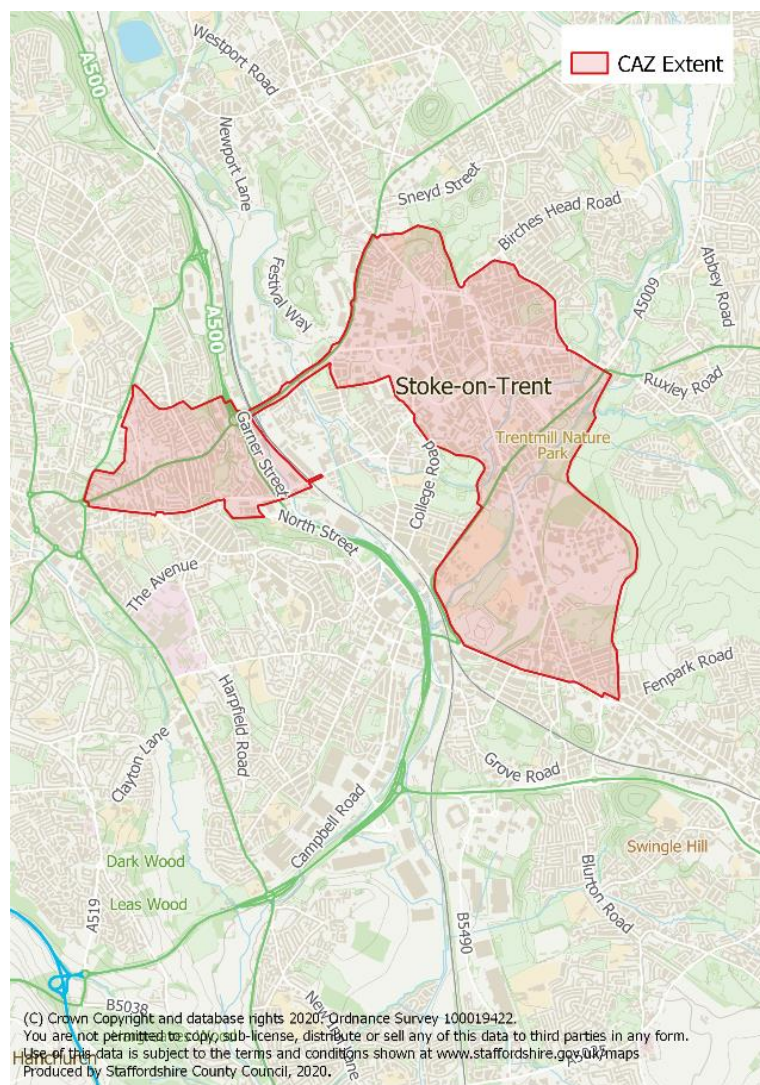 CAZ Extent
A500
Westport Road
Newport Lane
Sneyd Street
Birches Head Road
Abbey Road
A5009
Festival Way
A500
Ruxley Road
Stoke-on-Trent
Trentmill Nature
Park
Garner Street
College Road
North Street
The Avenue
Harpfield Road
Fenpark Road
Clayton Lane
Grove Road
Campbell Road
Swingle Hill
Dark Wood
Leas Wood
A519
Blurton Road
B5490
B5038
(C) Crown Copyright and database rights 2020. Ordnance Survey 100019422.
You are not permitted to copy, sub-license, distribute or sell any of this data to third parties in any form.
Use of this data is subject to the terms and conditions shown at www.staffordshire.gov.uk/maps
Hanchurch
Produced by Staffordshire County Council, 2020.